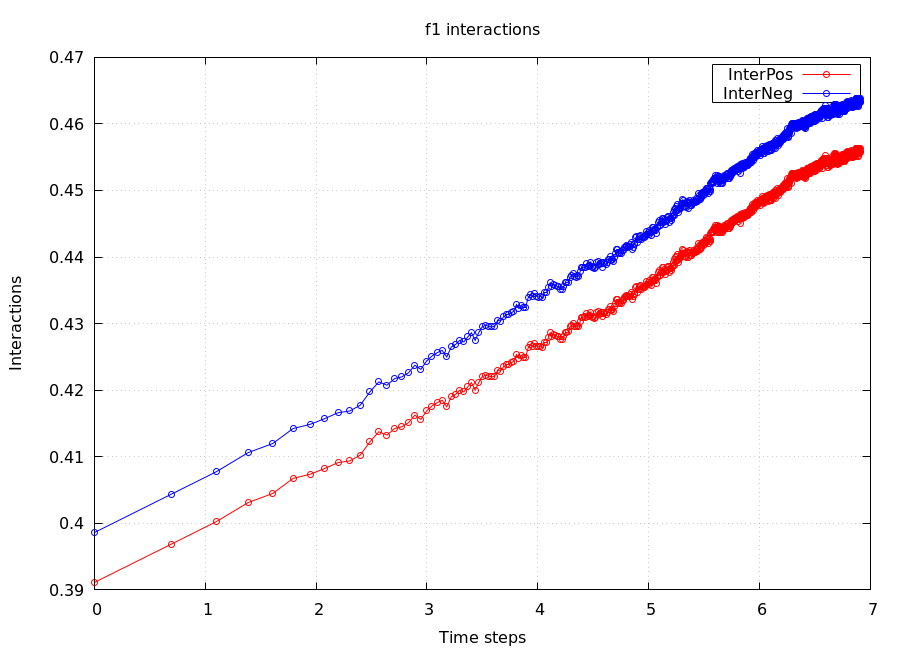 f1 interactions
0.47
0.46
0.45
0.44
0.43
0.42
0.41
0.4
0.39
0 1 2 3 4 5 6 7
Interactions
Time steps
InterPos
InterNeg